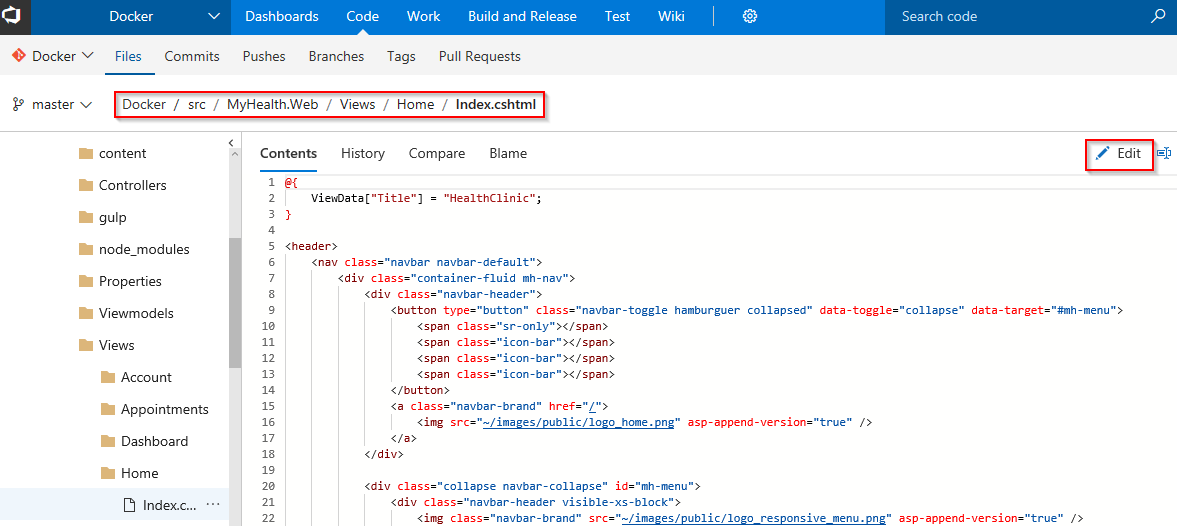 Docker Dashboards Code Work Build and Release Test Wiki Search code
Docker Files Commits Pushes Branches Tags Pull Requests
master Docker / src / MyHealth.Web / Views / Home / Index.cshtml
content
Controllers
gulp
node_modules
Properties
Viewmodels
Views
Account
Appointments
Dashboard
Home
Index.c... ...
Contents History Compare Blame Edit
1 @{
2 ViewData["Title"] = "HealthClinic";
3 }
4
5 <header>
6 <nav class="navbar navbar-default">
7 <div class="container-fluid mh-nav">
8 <div class="navbar-header">
9 <button type="button" class="navbar-toggle hamburguer collapsed" data-toggle="collapse" data-target="#mh-menu">
10 <span class="sr-only"></span>
11 <span class="icon-bar"></span>
12 <span class="icon-bar"></span>
13 <span class="icon-bar"></span>
14 </button>
15 <a class="navbar-brand" href="/">
16 <img src="~/images/public/logo_home.png" asp-append-version="true" />
17 </a>
18 </div>
19
20 <div class="collapse navbar-collapse" id="mh-menu">
21 <div class="navbar-header visible-xs-block">
22 <img class="navbar-brand" src="~/images/public/logo_responsive_menu.png" asp-append-version="true" />